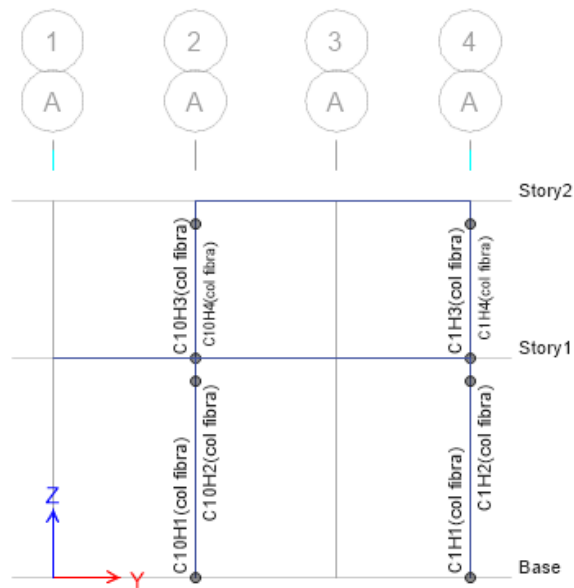 1 2 3 4
A A A A
Story2
C10H3(col fibra)
C10H4(col fibra)
C1H3(col fibra)
C1H4(col fibra)
Story1
C10H1(col fibra)
C10H2(col fibra)
C1H1(col fibra)
C1H2(col fibra)
Z
Y
Base